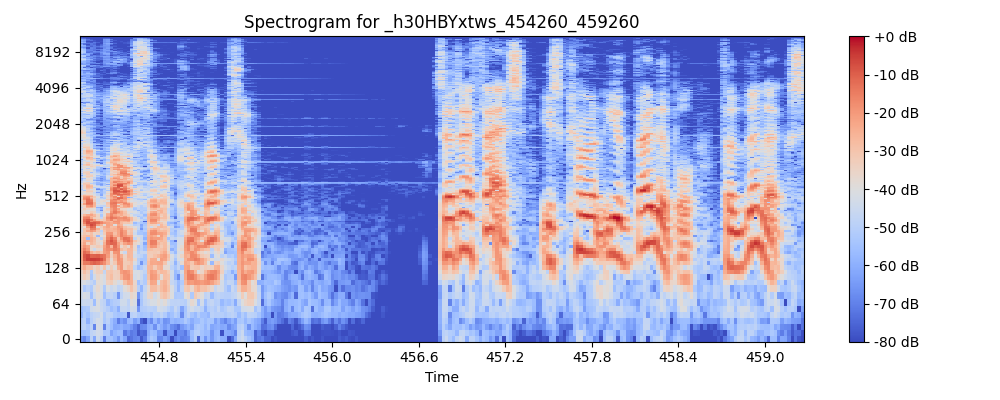 Spectrogram for _h30HBYxtws_454260_459260
8192
4096
2048
1024
512
256
128
64
0
Hz
454.8 455.4 456.0 456.6 457.2 457.8 458.4 459.0
Time
+0 dB
-10 dB
-20 dB
-30 dB
-40 dB
-50 dB
-60 dB
-70 dB
-80 dB